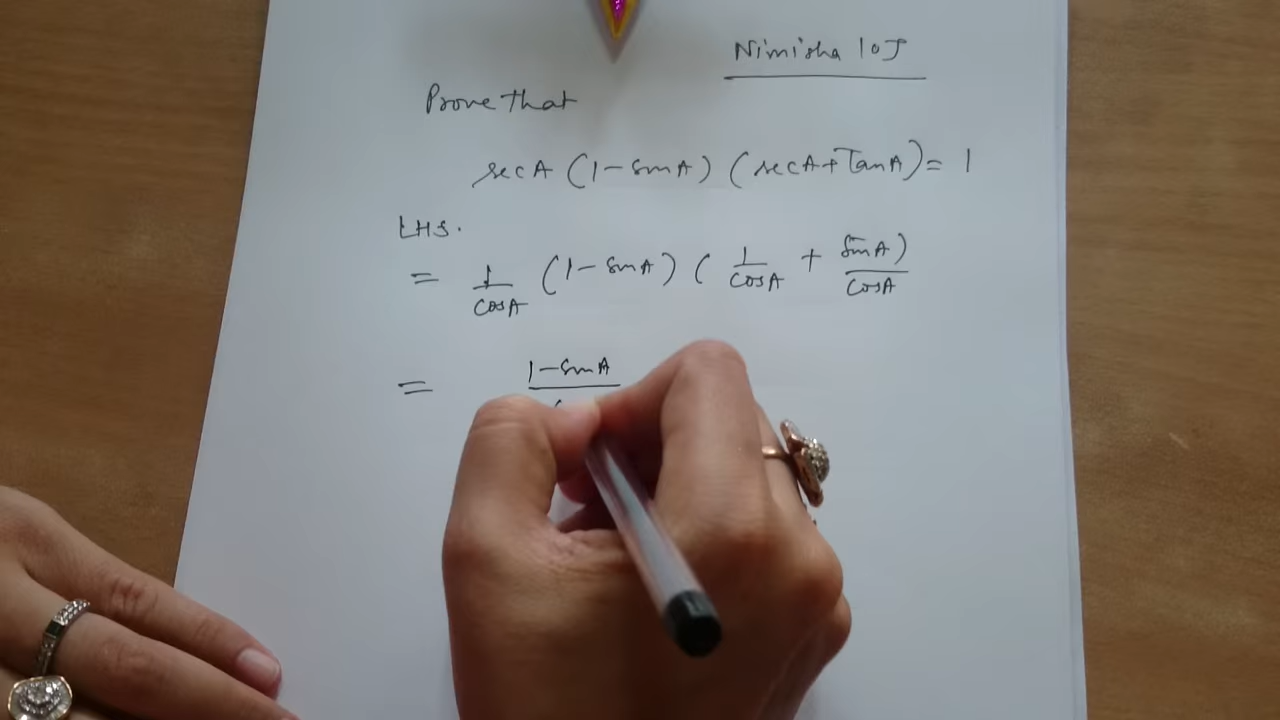 Nimisha 10J
Prove that
secA (1-sinA) (secA+TanA)= 1
LHS.
= 1/cosA (1-sinA) ( 1/cosA + sinA)/cosA
= 1-sinA